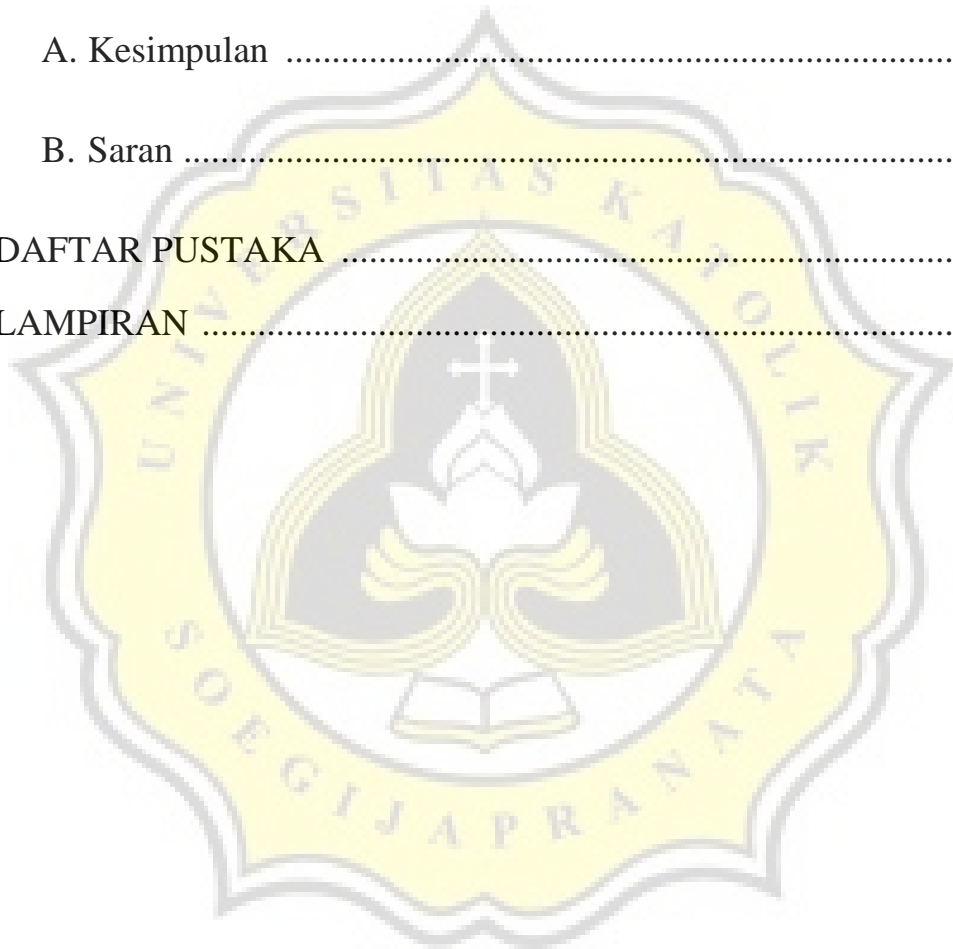 A. Kesimpulan ..........................................................................
B. Saran .....................................................................................
DAFTAR PUSTAKA ....................................................................
LAMPIRAN ...................................................................................
UNIVERSITAS KATOLIK
SOEGIJAPRANATA